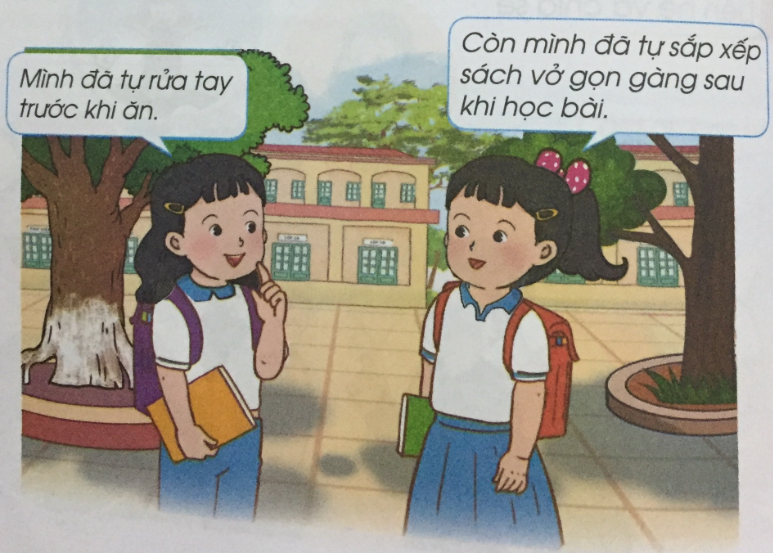 Mình đã tự rửa tay
trước khi ăn.
Còn mình đã tự sắp xếp
sách vở gọn gàng sau
khi học bài.